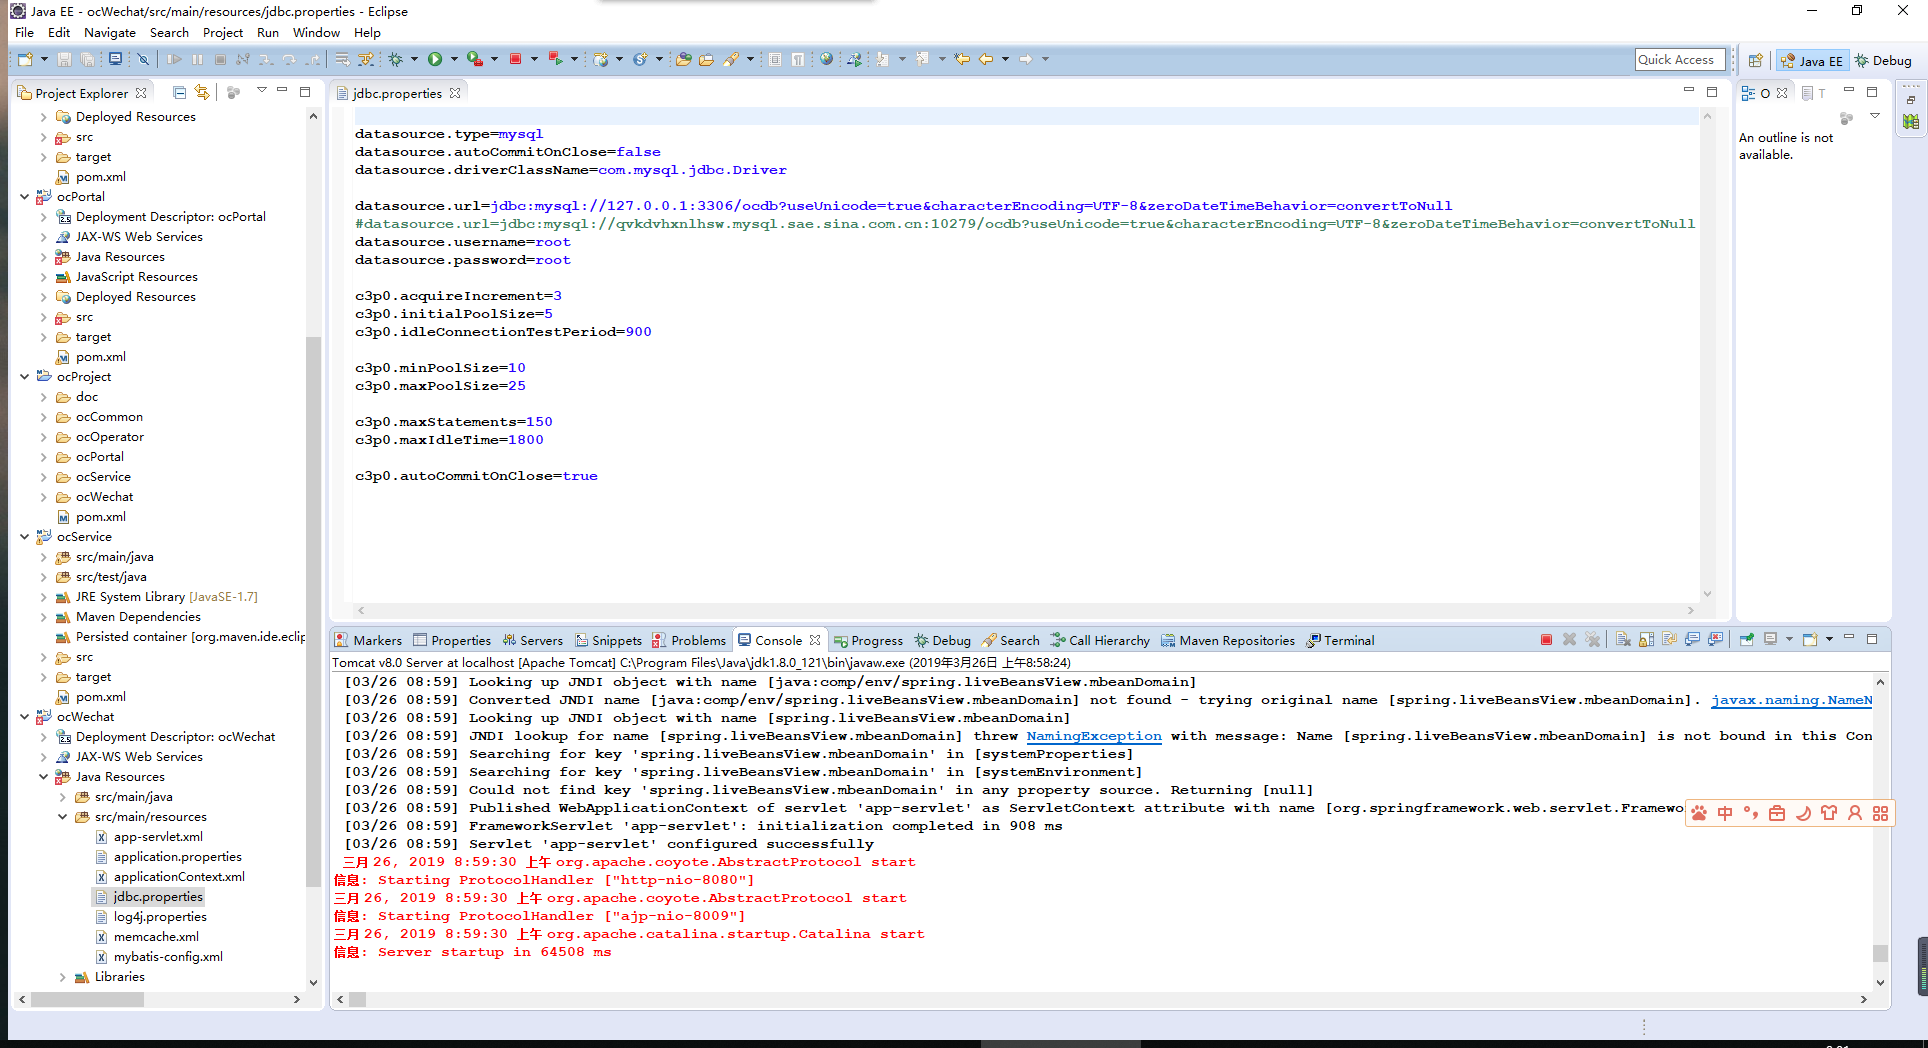 Java EE - ocWechat/src/main/resources/jdbc.properties - Eclipse
File Edit Navigate Search Project Run Window Help
Quick Access
Java EE
Debug
Project Explorer
Deployed Resources
src
target
pom.xml
ocPortal
Deployment Descriptor: ocPortal
JAX-WS Web Services
Java Resources
JavaScript Resources
Deployed Resources
src
target
pom.xml
ocProject
doc
ocCommon
ocOperator
ocPortal
ocService
ocWechat
pom.xml
ocService
src/main/java
src/test/java
JRE System Library [JavaSE-1.7]
Maven Dependencies
Persisted container [org.maven.ide.eclip
src
target
pom.xml
ocWechat
Deployment Descriptor: ocWechat
JAX-WS Web Services
Java Resources
src/main/java
src/main/resources
app-servlet.xml
application.properties
applicationContext.xml
jdbc.properties
log4j.properties
memcache.xml
mybatis-config.xml
Libraries
jdbc.properties
datasource.type=mysql
datasource.autoCommitOnClose=false
datasource.driverClassName=com.mysql.jdbc.Driver
datasource.url=jdbc:mysql://127.0.0.1:3306/ocdb?useUnicode=true&characterEncoding=UTF-8&zeroDateTimeBehavior=convertToNull
#datasource.url=jdbc:mysql://qvkdvhxnlhsw.mysql.sae.sina.com.cn:10279/ocdb?useUnicode=true&characterEncoding=UTF-8&zeroDateTimeBehavior=convertToNull
datasource.username=root
datasource.password=root
c3p0.acquireIncrement=3
c3p0.initialPoolSize=5
c3p0.idleConnectionTestPeriod=900
c3p0.minPoolSize=10
c3p0.maxPoolSize=25
c3p0.maxStatements=150
c3p0.maxIdleTime=1800
c3p0.autoCommitOnClose=true
O
T
An outline is not
available.
Markers Properties Servers Snippets Problems Console Progress Debug Search Call Hierarchy Maven Repositories Terminal
Tomcat v8.0 Server at localhost [Apache Tomcat] C:\Program Files\Java\jdk1.8.0_121\bin\javaw.exe (2019年3月26日 上午8:58:24)
[03/26 08:59] Looking up JNDI object with name [java:comp/env/spring.liveBeansView.mbeanDomain]
[03/26 08:59] Converted JNDI name [java:comp/env/spring.liveBeansView.mbeanDomain] not found - trying original name [spring.liveBeansView.mbeanDomain]. javax.naming.NameN
[03/26 08:59] Looking up JNDI object with name [spring.liveBeansView.mbeanDomain]
[03/26 08:59] JNDI lookup for name [spring.liveBeansView.mbeanDomain] threw NamingException with message: Name [spring.liveBeansView.mbeanDomain] is not bound in this Con
[03/26 08:59] Searching for key 'spring.liveBeansView.mbeanDomain' in [systemProperties]
[03/26 08:59] Searching for key 'spring.liveBeansView.mbeanDomain' in [systemEnvironment]
[03/26 08:59] Could not find key 'spring.liveBeansView.mbeanDomain' in any property source. Returning [null]
[03/26 08:59] Published WebApplicationContext of servlet 'app-servlet' as ServletContext attribute with name [org.springframework.web.servlet.Framewo
[03/26 08:59] FrameworkServlet 'app-servlet': initialization completed in 908 ms
[03/26 08:59] Servlet 'app-servlet' configured successfully
三月 26, 2019 8:59:30 上午 org.apache.coyote.AbstractProtocol start
信息: Starting ProtocolHandler ["http-nio-8080"]
三月 26, 2019 8:59:30 上午 org.apache.coyote.AbstractProtocol start
信息: Starting ProtocolHandler ["ajp-nio-8009"]
三月 26, 2019 8:59:30 上午 org.apache.catalina.startup.Catalina start
信息: Server startup in 64508 ms
中